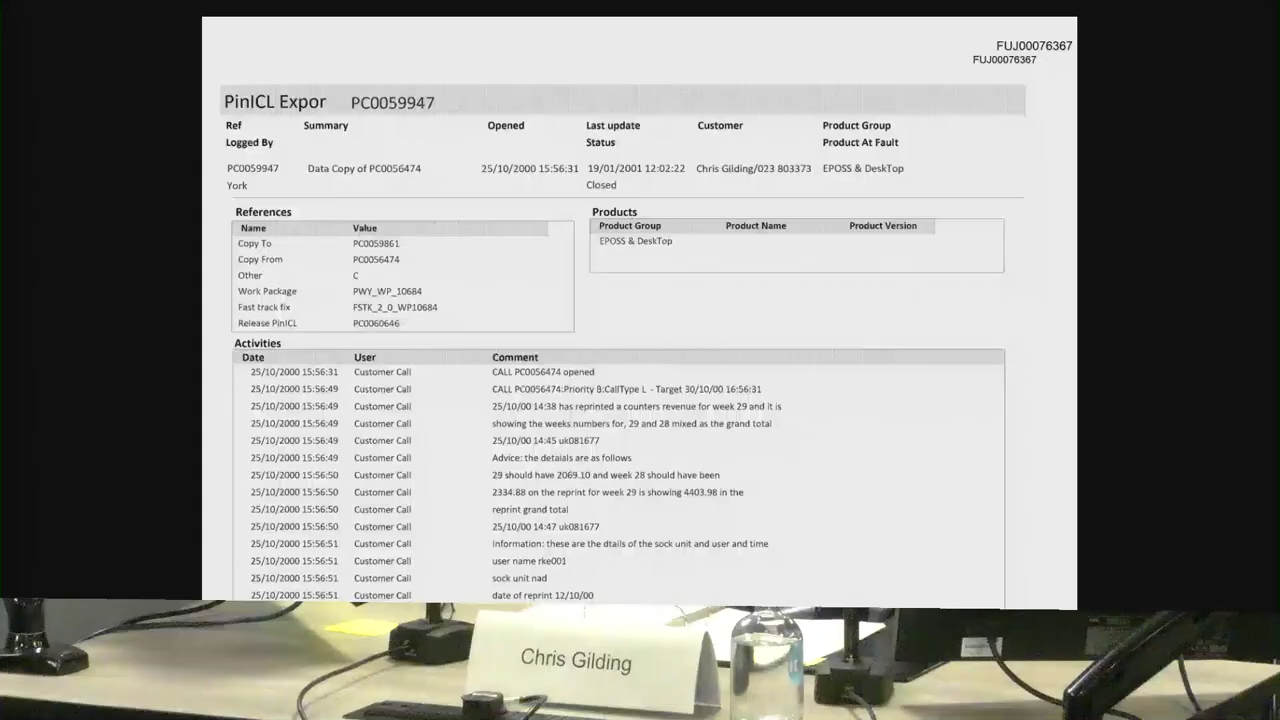 FUJ00076367
FUJ00076367
PinICL Expor PC0059947
Ref Summary Opened Last update Customer Product Group
Logged By Status Product At Fault
PC0059947 Data Copy of PC0056474 25/10/2000 15:56:31 19/01/2001 12:02:22 Chris Gilding/023 803373 EPOSS & DeskTop
York Closed
References
Name Value
Copy To PC0059861
Copy From PC0056474
Other C
Work Package PWY_WP_10684
Fast track fix FSTK_2_0_WP10684
Release PinICL PC0060646
Products
Product Group Product Name Product Version
EPOSS & DeskTop
Activities
Date User Comment
25/10/2000 15:56:31 Customer Call CALL PC0056474 opened
25/10/2000 15:56:49 Customer Call CALL PC0056474:Priority B:CallType L - Target 30/10/00 16:56:31
25/10/2000 15:56:49 Customer Call 25/10/00 14:38 has reprinted a counters revenue for week 29 and it is
25/10/2000 15:56:49 Customer Call showing the weeks numbers for, 29 and 28 mixed as the grand total
25/10/2000 15:56:49 Customer Call 25/10/00 14:45 uk081677
25/10/2000 15:56:49 Customer Call Advice: the detaials are as follows
25/10/2000 15:56:50 Customer Call 29 should have 2069.10 and week 28 should have been
25/10/2000 15:56:50 Customer Call 2334.88 on the reprint for week 29 is showing 4403.98 in the
25/10/2000 15:56:50 Customer Call reprint grand total
25/10/2000 15:56:50 Customer Call 25/10/00 14:47 uk081677
25/10/2000 15:56:51 Customer Call Information: these are the dtails of the sock unit and user and time
25/10/2000 15:56:51 Customer Call user name rke001
25/10/2000 15:56:51 Customer Call sock unit nad
25/10/2000 15:56:51 Customer Call date of reprint 12/10/00
Chris Gilding